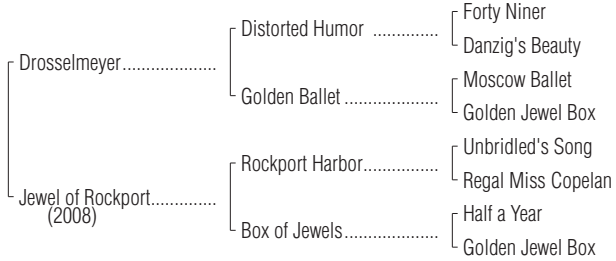 Forty Niner
Distorted Humor ..............
Danzig's Beauty
Drosselmeyer....................
Moscow Ballet
Golden Ballet ....................
Golden Jewel Box
Unbridled's Song
Rockport Harbor................
Regal Miss Copelan
Jewel of Rockport..............
(2008)
Half a Year
Box of Jewels....................
Golden Jewel Box